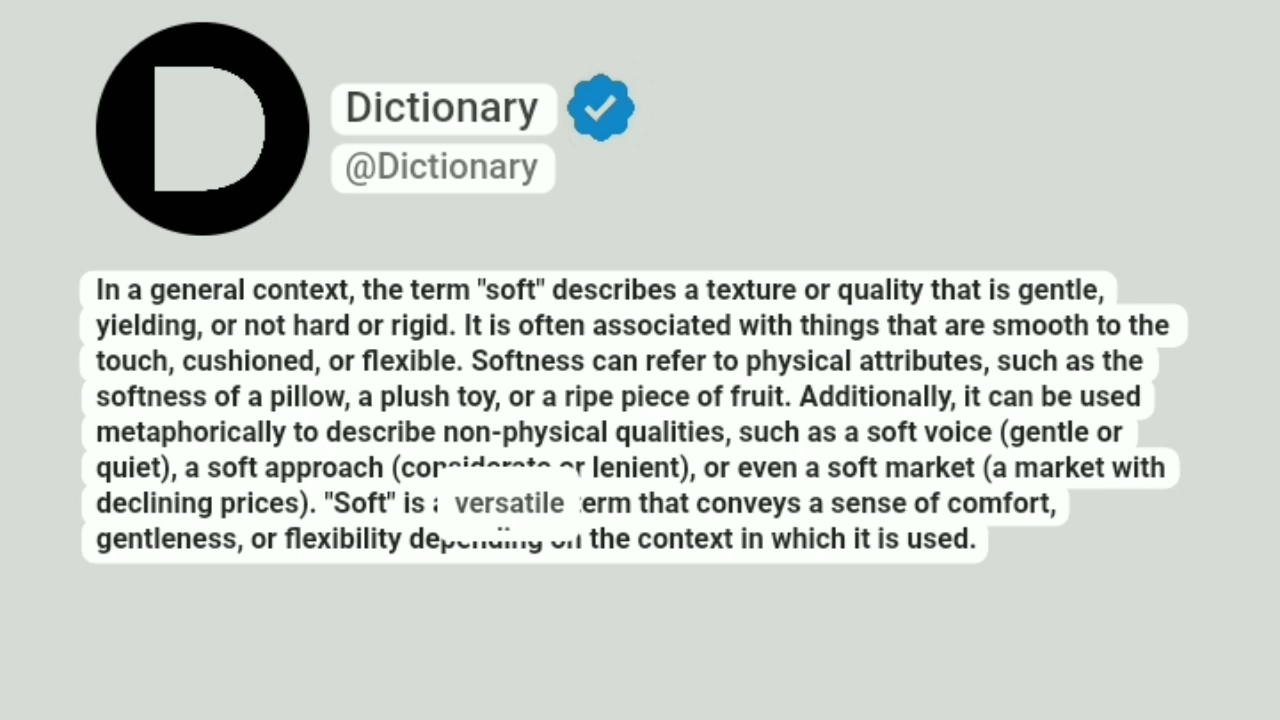 D
Dictionary
@Dictionary
In a general context, the term "soft" describes a texture or quality that is gentle,
yielding, or not hard or rigid. It is often associated with things that are smooth to the
touch, cushioned, or flexible. Softness can refer to physical attributes, such as the
softness of a pillow, a plush toy, or a ripe piece of fruit. Additionally, it can be used
metaphorically to describe non-physical qualities, such as a soft voice (gentle or
quiet), a soft approach (considerate or lenient), or even a soft market (a market with
declining prices). "Soft" is a versatile term that conveys a sense of comfort,
gentleness, or flexibility depending on the context in which it is used.